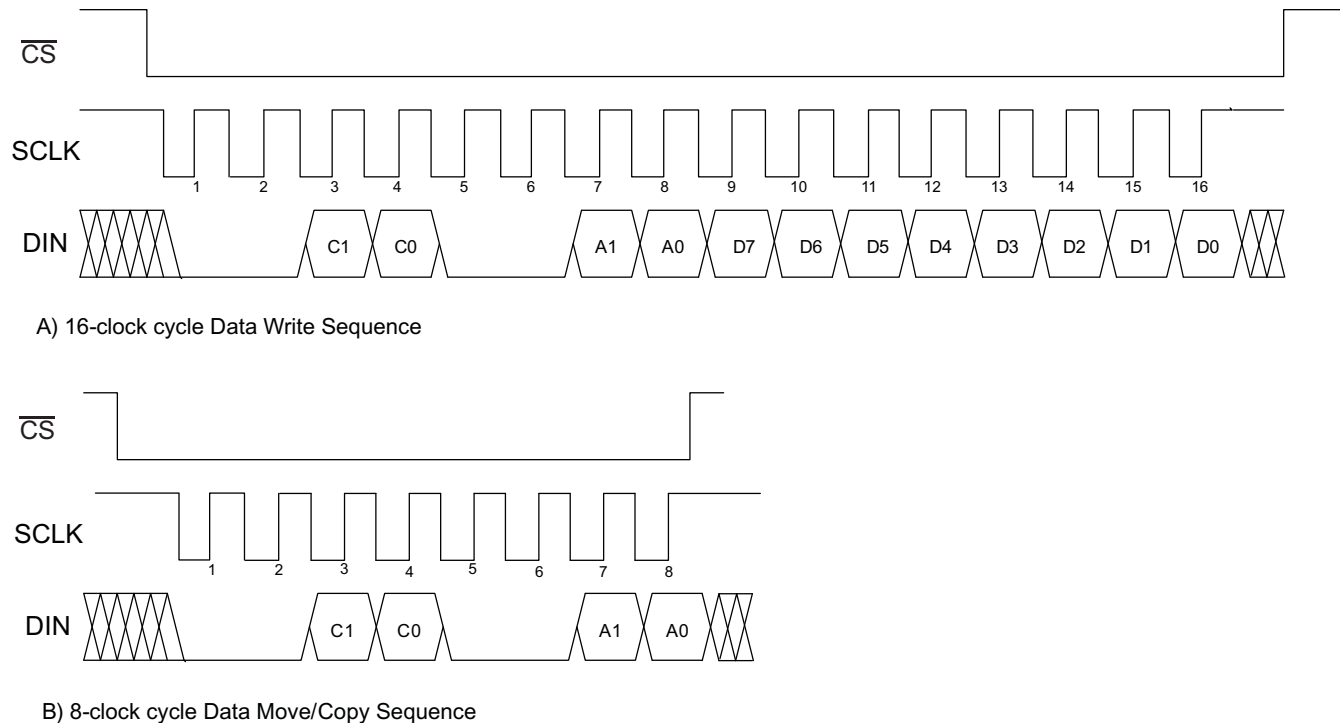 CS
SCLK
1 2 3 4 5 6 7 8 9 10 11 12 13 14 15 16
DIN
C1 C0 A1 A0 D7 D6 D5 D4 D3 D2 D1 D0
A) 16-clock cycle Data Write Sequence
CS
SCLK
1 2 3 4 5 6 7 8
DIN
C1 C0 A1 A0
B) 8-clock cycle Data Move/Copy Sequence